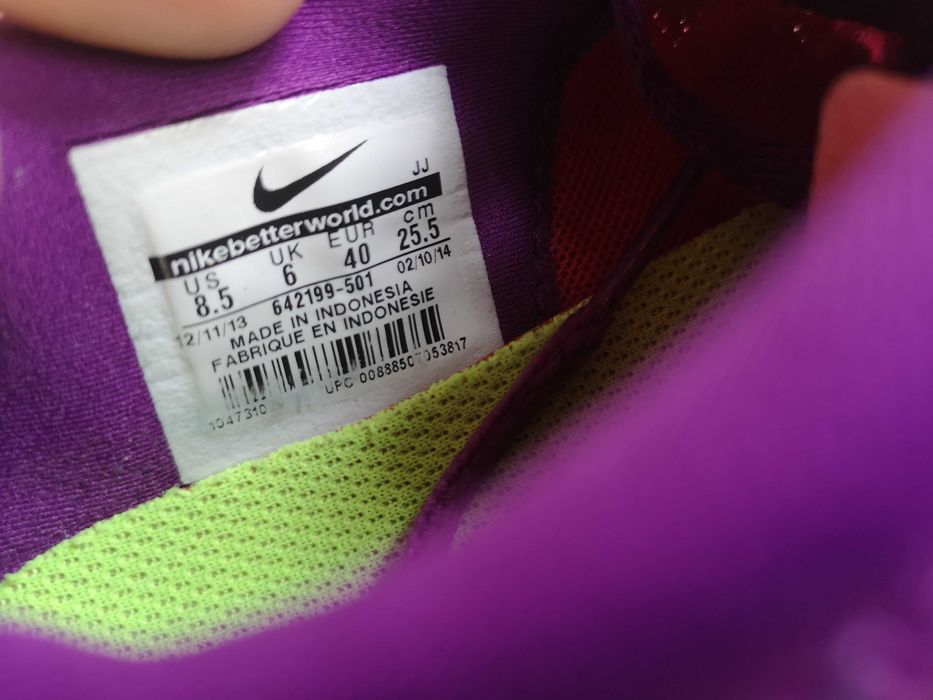 JJ
nikebetterworld.com
US UK EUR cm
8.5 6 40 25.5
12/11/13 642199-501 02/10/14
MADE IN INDONESIA
FABRIQUE EN INDONESIE
1047310 UPC